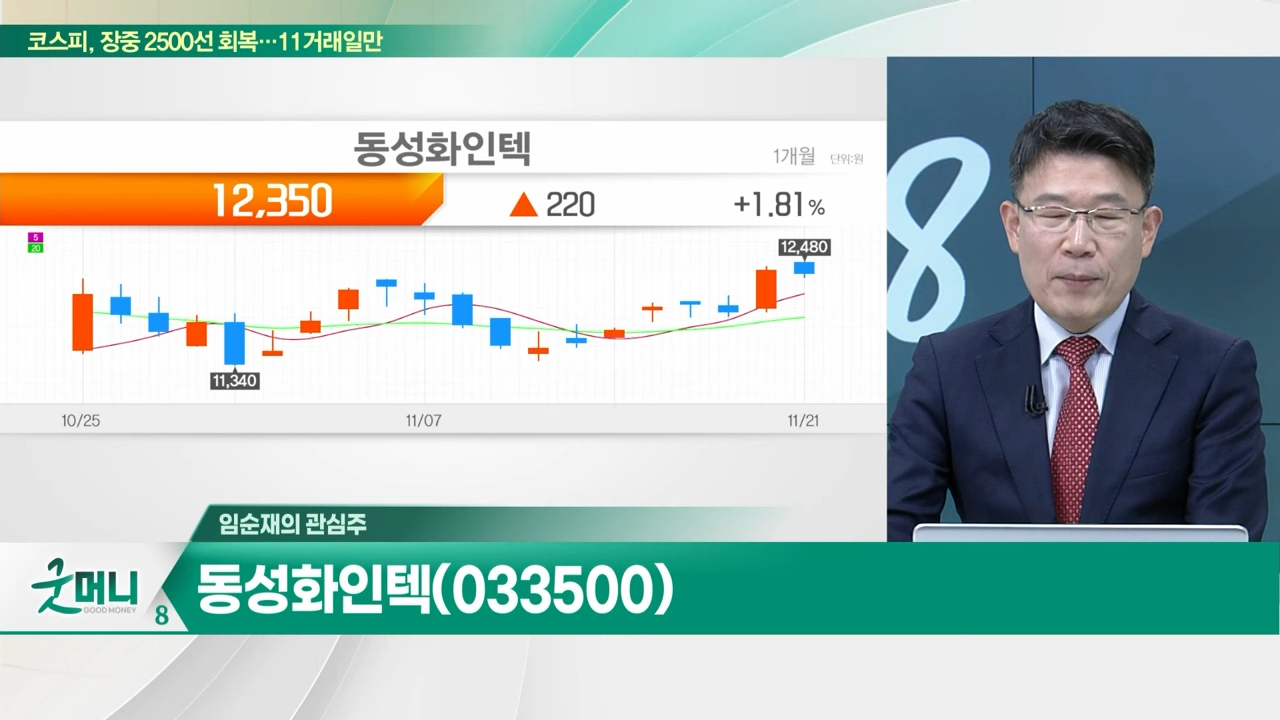 코스피, 장중 2500선 회복…11거래일만
동성화인텍
1개월 단위:원
12,350 ▲ 220 +1.81%
5
20
12,480
11,340
10/25 11/07 11/21
8
임순재의 관심주
굿머니
GOOD MONEY
8
동성화인텍(033500)